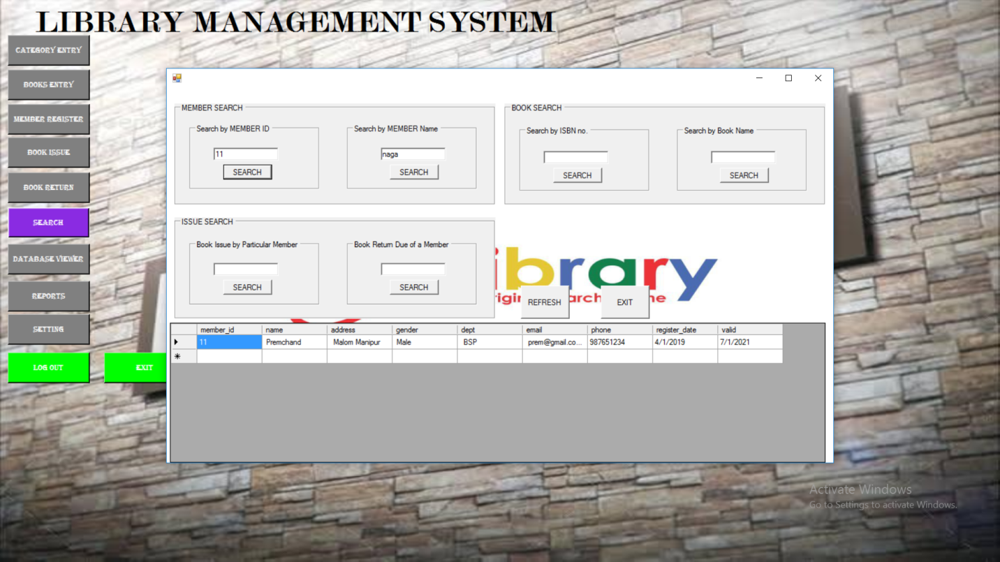 LIBRARY MANAGEMENT SYSTEM
CATEGORY ENTRY
BOOKS ENTRY
MEMBER REGISTER
BOOK ISSUE
BOOK RETURN
SEARCH
DATABASE VIEWER
REPORTS
SETTING
LOG OUT
EXIT
MEMBER SEARCH
Search by MEMBER ID
11
SEARCH
Search by MEMBER Name
naga
SEARCH
BOOK SEARCH
Search by ISBN no.
SEARCH
Search by Book Name
SEARCH
ISSUE SEARCH
Book Issue by Particular Member
SEARCH
Book Return Due of a Member
SEARCH
ibrary
REFRESH
EXIT
member_id name address gender dept email phone register_date valid
11 Premchand Malom Manipur Male BSP prem@gmail.co... 987651234 4/1/2019 7/1/2021
Activate Windows
Go to Settings to activate Windows.